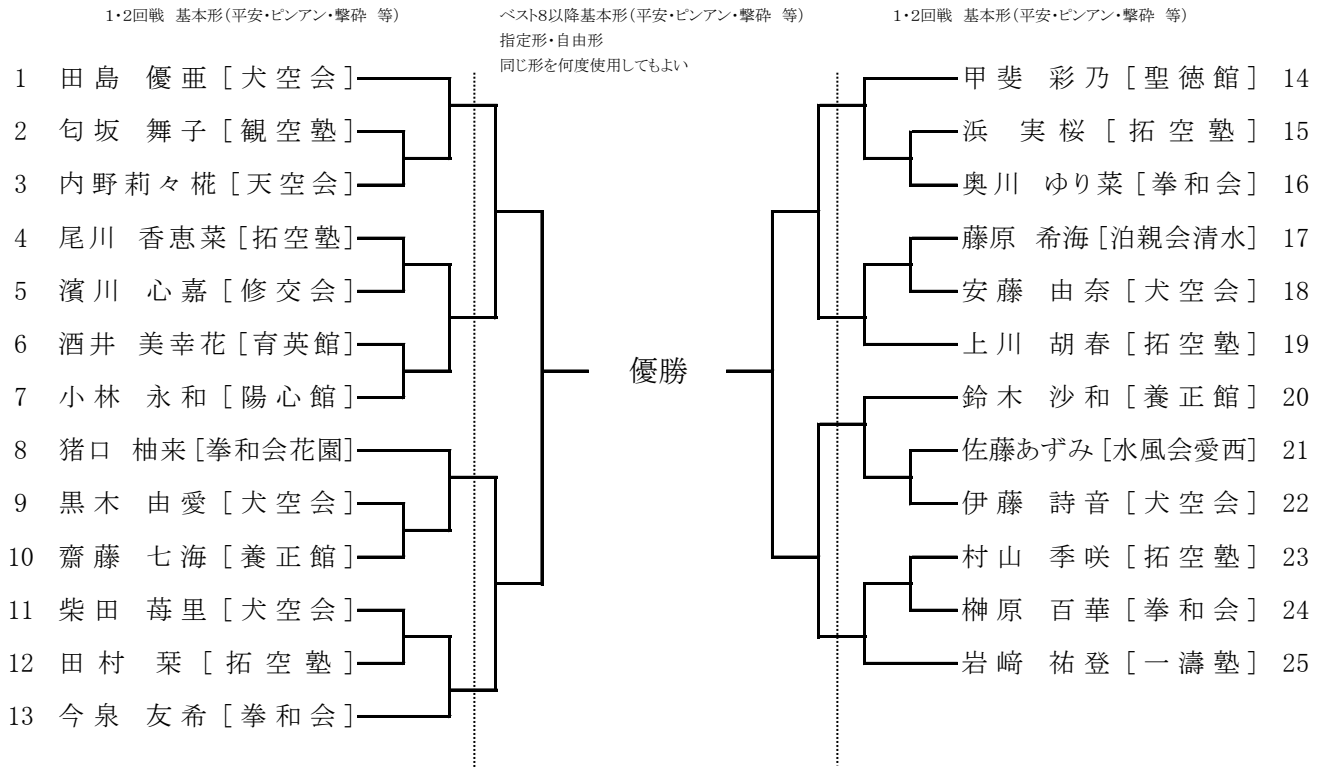 1・2回戦 基本形(平安・ピンアン・撃砕 等)
ベスト8以降基本形(平安・ピンアン・撃砕 等)
指定形・自由形
同じ形を何度使用してもよい
1・2回戦 基本形(平安・ピンアン・撃砕 等)
1 田島 優亜 [犬空会]
2 匂坂 舞子 [観空塾]
3 内野莉々椛 [天空会]
4 尾川 香恵菜 [拓空塾]
5 濱川 心嘉 [修交会]
6 酒井 美幸花 [育英館]
7 小林 永和 [陽心館]
8 猪口 柚来 [拳和会花園]
9 黒木 由愛 [犬空会]
10 齋藤 七海 [養正館]
11 柴田 苺里 [犬空会]
12 田村 栞 [拓空塾]
13 今泉 友希 [拳和会]
優勝
甲斐 彩乃 [聖徳館] 14
浜 実桜 [拓空塾] 15
奥川 ゆり菜 [拳和会] 16
藤原 希海 [泊親会清水] 17
安藤 由奈 [犬空会] 18
上川 胡春 [拓空塾] 19
鈴木 沙和 [養正館] 20
佐藤あずみ [水風会愛西] 21
伊藤 詩音 [犬空会] 22
村山 季咲 [拓空塾] 23
榊原 百華 [拳和会] 24
岩﨑 祐登 [一濤塾] 25